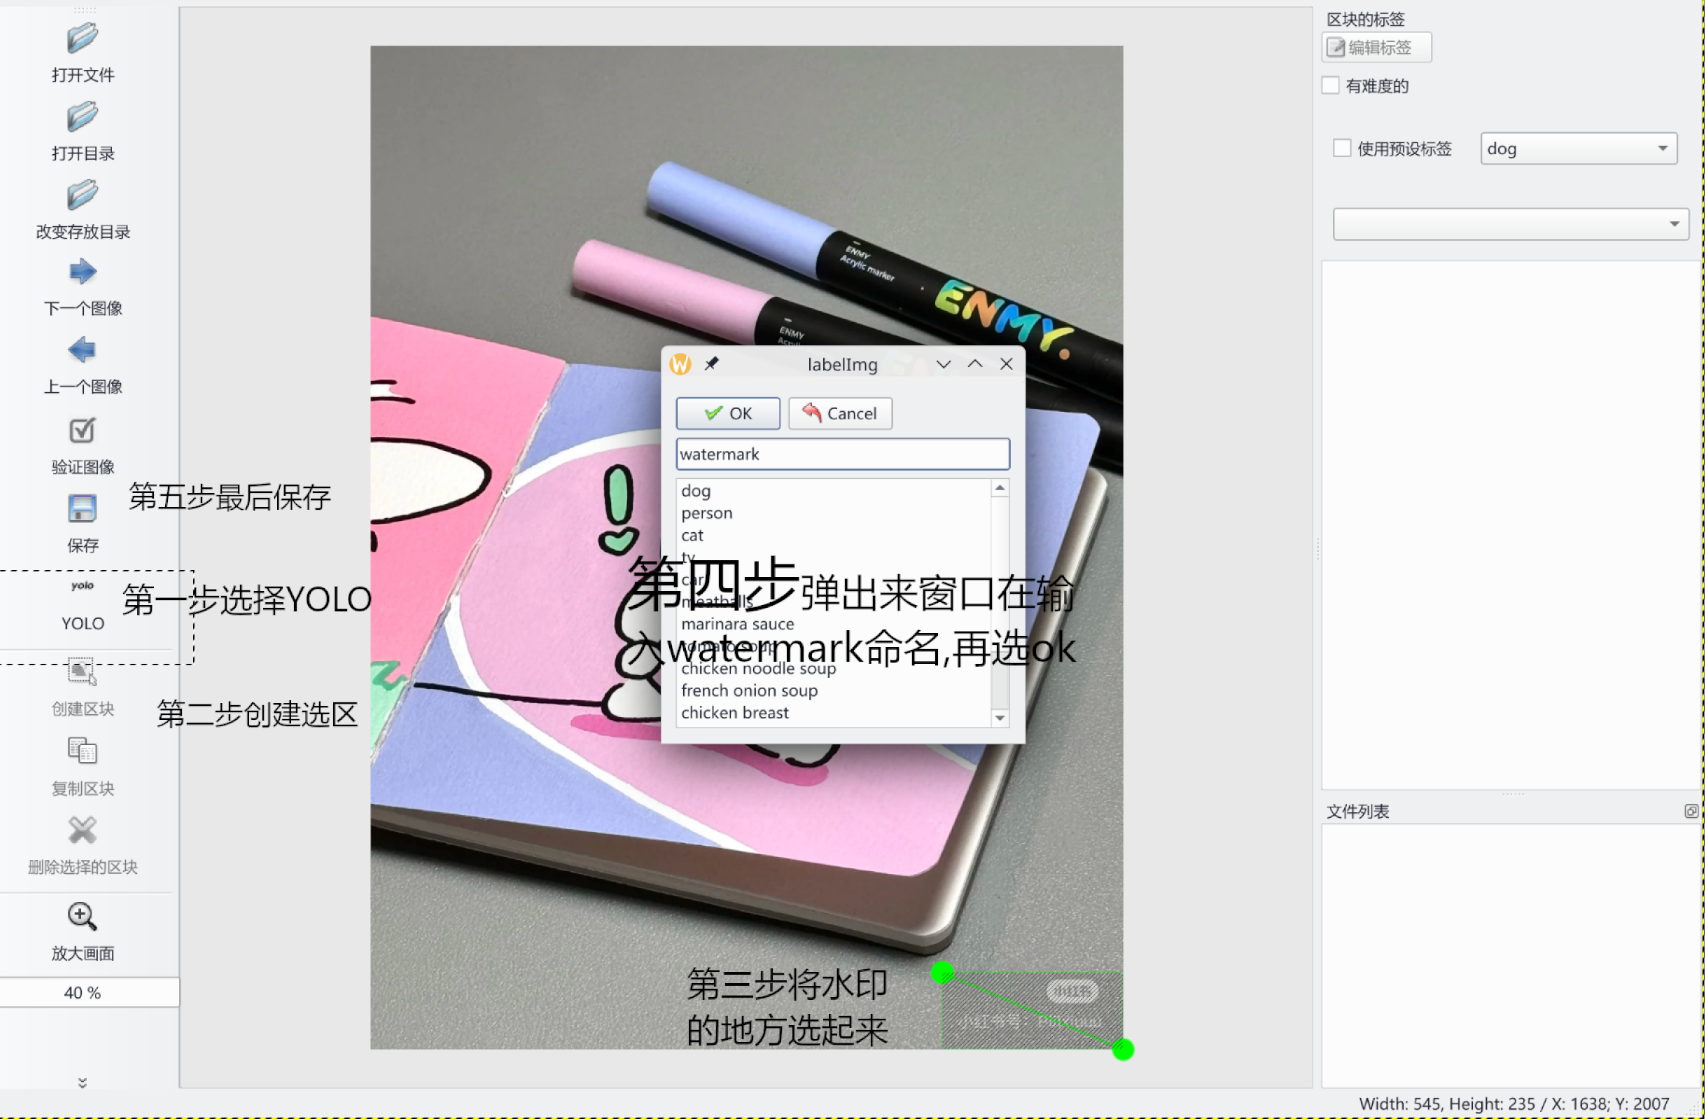 打开文件
打开目录
改变存放目录
下一个图像
上一个图像
验证图像
第五步最后保存
保存
yolo
YOLO
第一步选择YOLO
创建区块
第二步创建选区
复制区块
删除选择的区块
放大画面
40 %
ENMY
Acrylic marker
ENMY.
ENMY
labelImg
OK
Cancel
watermark
dog
person
cat
tv
car
meatballs
marinara sauce
tomato soup
chicken noodle soup
french onion soup
chicken breast
第四步弹出来窗口在输
入watermark命名,再选ok
第三步将水印
的地方选起来
小红书
小红书号:
区块的标签
编辑标签
有难度的
使用预设标签
dog
文件列表
Width: 545, Height: 235 / X: 1638; Y: 2007